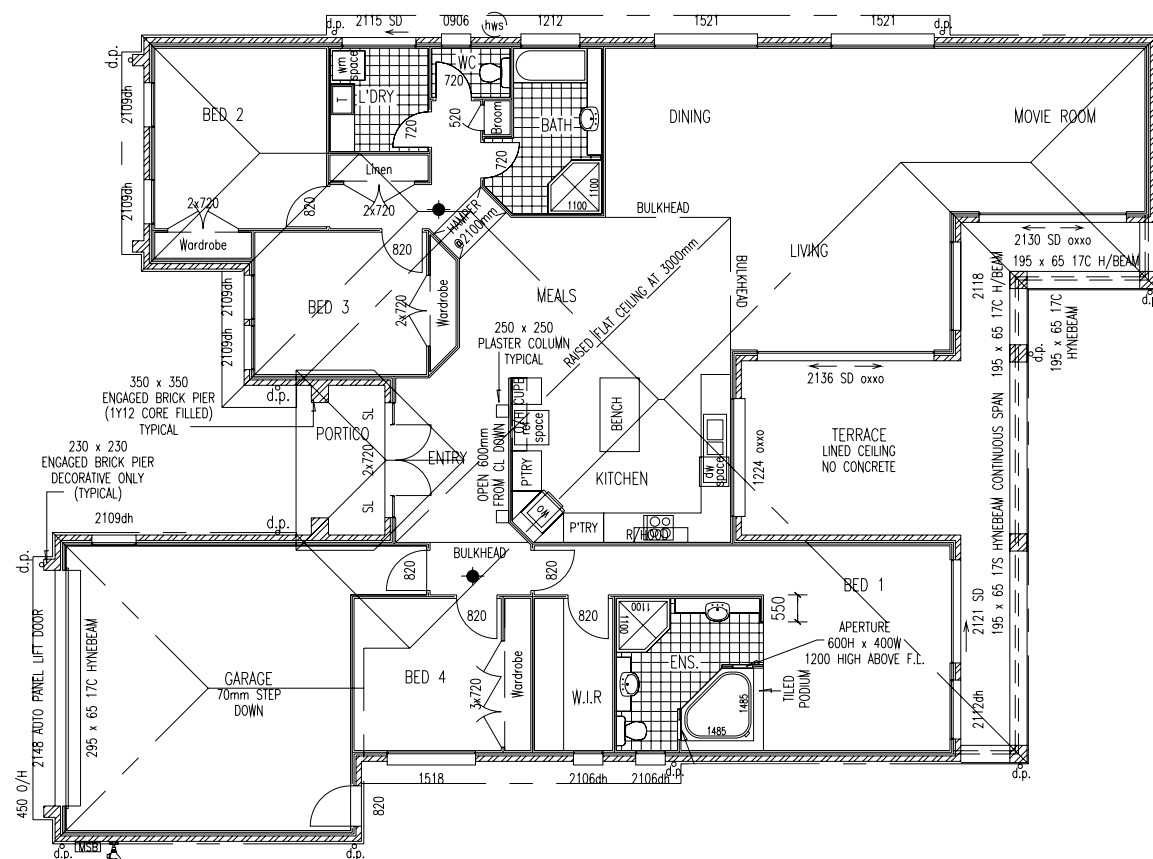 2115 SD
0906
hws
1212
1521
1521
d.p.
d.p.
d.p.
wm
space
WC
720
T
L'DRY
BED 2
2109dh
720
520
Broom
BATH
DINING
MOVIE ROOM
720
Linen
2x720
1100
1100
2109dh
2x720
820
Wardrobe
HAMPER
@2100mm
BULKHEAD
820
2130 SD oxxo
195 x 65 17C H/BEAM
LIVING
RAISED FLAT CEILING AT 3000mm
BULKHEAD
2109dh
BED 3
2x720
Wardrobe
MEALS
2118
195 x 65 17C H/BEAM
195 x 65 17C
HYNEBEAM
d.p.
250 x 250
PLASTER COLUMN
TYPICAL
2109dh
d.p.
d.p.
2136 SD oxxo
350 x 350
ENGAGED BRICK PIER
(1Y12 CORE FILLED)
TYPICAL
SL
PORTICO
2x720
ENTRY
SL
O/H CUPB
ref
space
BENCH
P'TRY
KITCHEN
dw
space
1224 oxxo
TERRACE
LINED CEILING
NO CONCRETE
230 x 230
ENGAGED BRICK PIER
DECORATIVE ONLY
(TYPICAL)
OPEN 600mm
FROM CL DOWN
WO
P'TRY
R/HOOD
2109dh
d.p.
d.p.
BULKHEAD
820
820
820
820
1100
1100
BED 1
550
APERTURE
600H x 400W
1200 HIGH ABOVE F.L.
2121 SD
195 x 65 17S HYNEBEAM CONTINUOUS SPAN
2148 AUTO PANEL LIFT DOOR
295 x 65 17C HYNEBEAM
GARAGE
70mm STEP
DOWN
BED 4
3x720
Wardrobe
W.I.R
ENS.
1485
1485
TILED
PODIUM
2112dh
450 O/H
1518
2106dh
2106dh
d.p.
d.p.
820
MSB
d.p.
d.p.